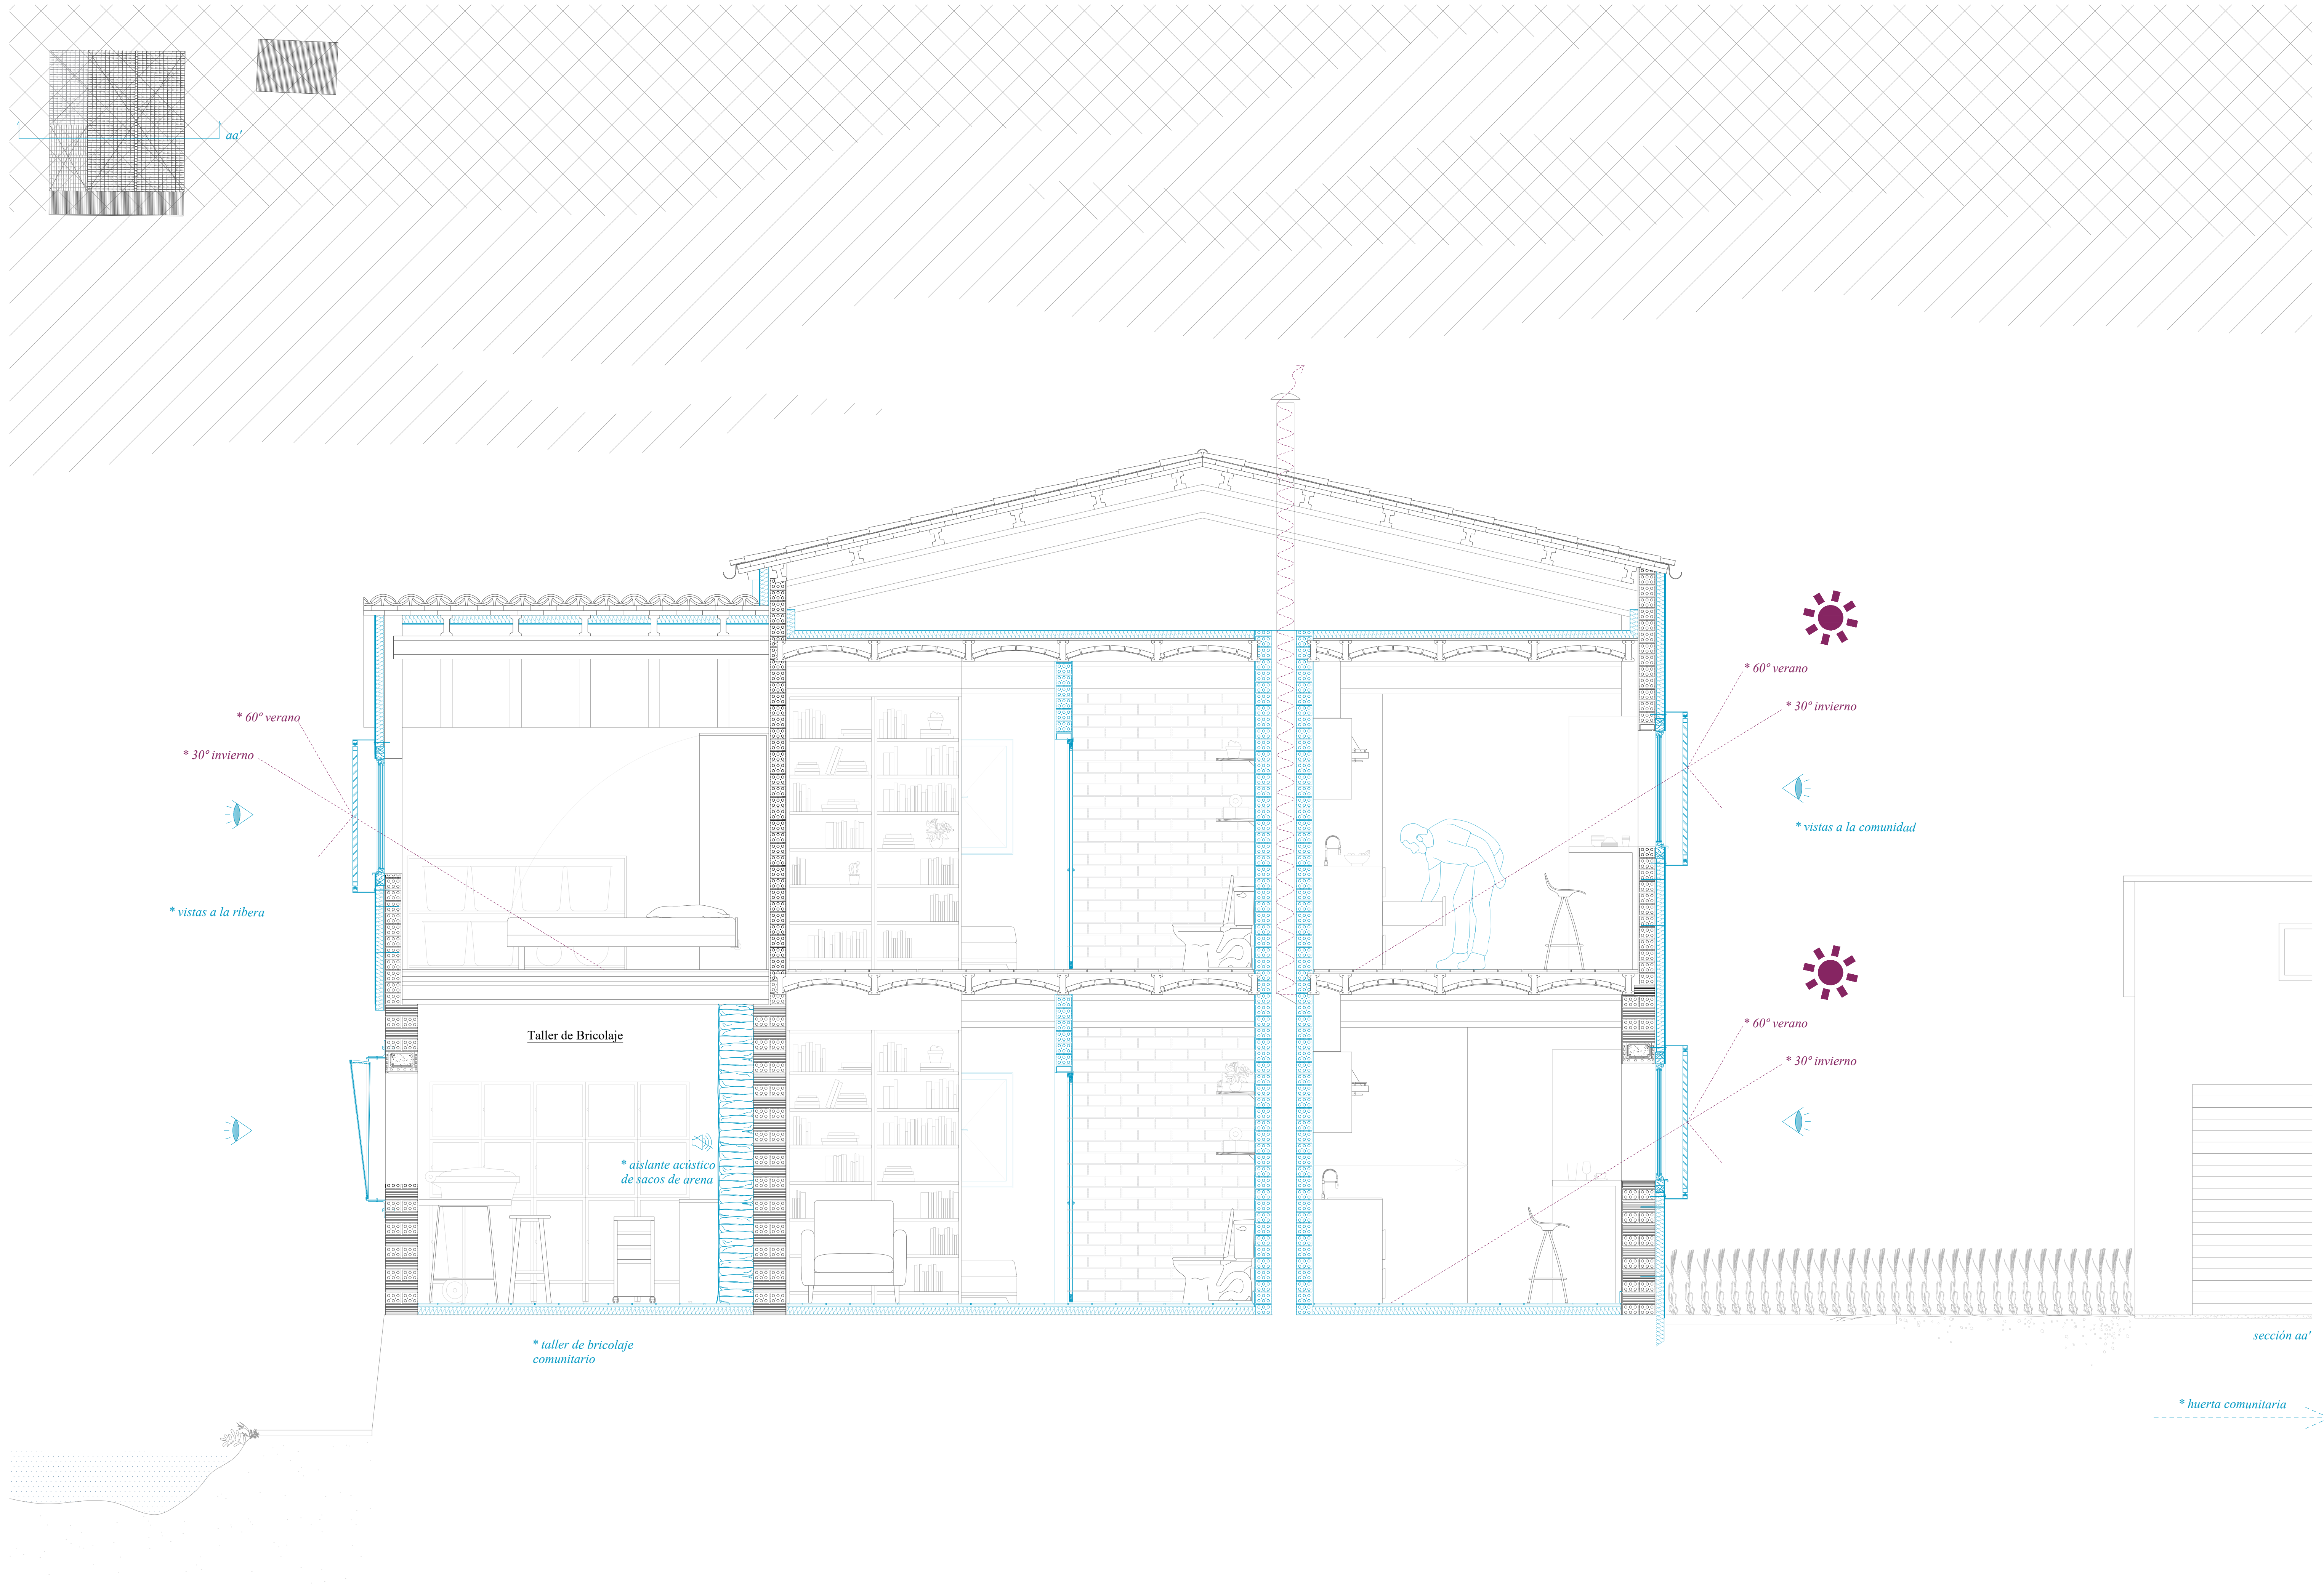 aa'
* 60º verano
* 60º verano
* 30º invierno
* 30º invierno
* vistas a la comunidad
* vistas a la ribera
* 60º verano
Taller de Bricolaje
* 30º invierno
* aislante acústico
de sacos de arena
* taller de bricolaje
comunitario
sección aa'
* huerta comunitaria